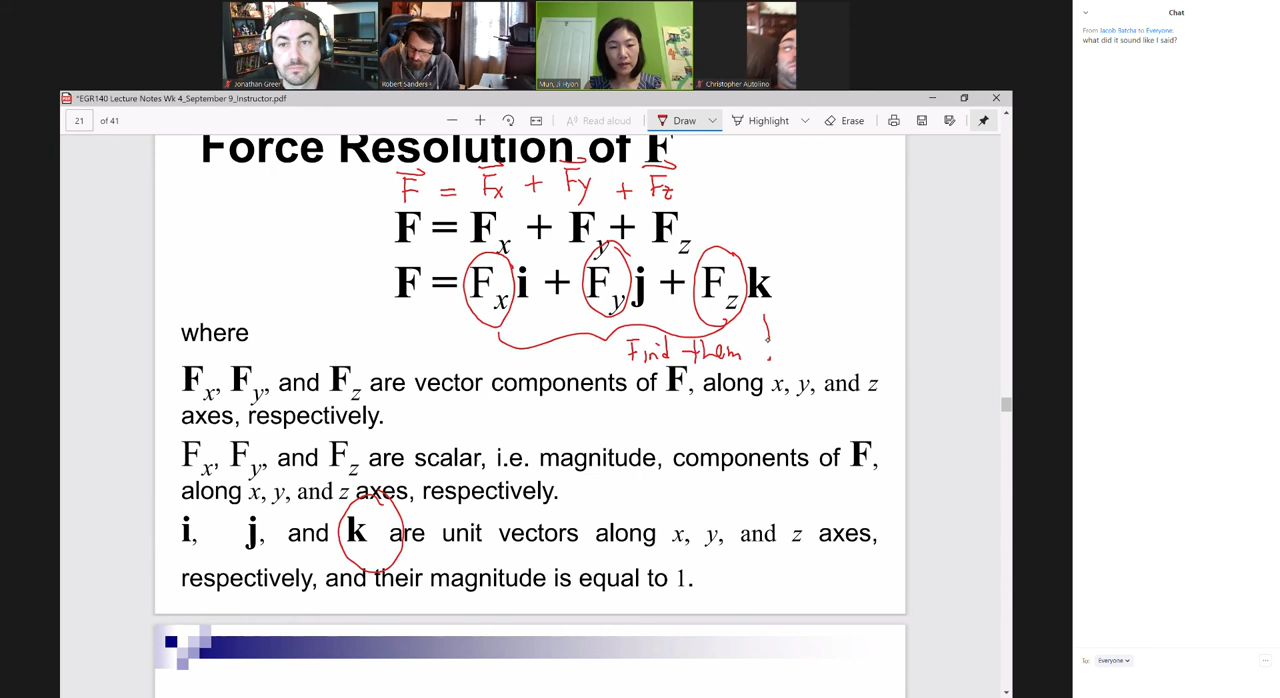 Chat
From Jacob Batcha to Everyone:
what did it sound like I said?
Jonathan Greer
Robert Sanders
Mun, Ji Hyon
Christopher Autolino
*EGR140 Lecture Notes Wk 4_September 9_Instructor.pdf
21 of 41
Read aloud
Draw
Highlight
Erase
Force Resolution of F
F = Fx + Fy + Fz
F = Fx + Fy + Fz
F = Fx i + Fy j + Fz k
Find them !
where
Fx, Fy, and Fz are vector components of F, along x, y, and z
axes, respectively.
Fx, Fy, and Fz are scalar, i.e. magnitude, components of F,
along x, y, and z axes, respectively.
i, j, and k are unit vectors along x, y, and z axes,
respectively, and their magnitude is equal to 1.
To: Everyone